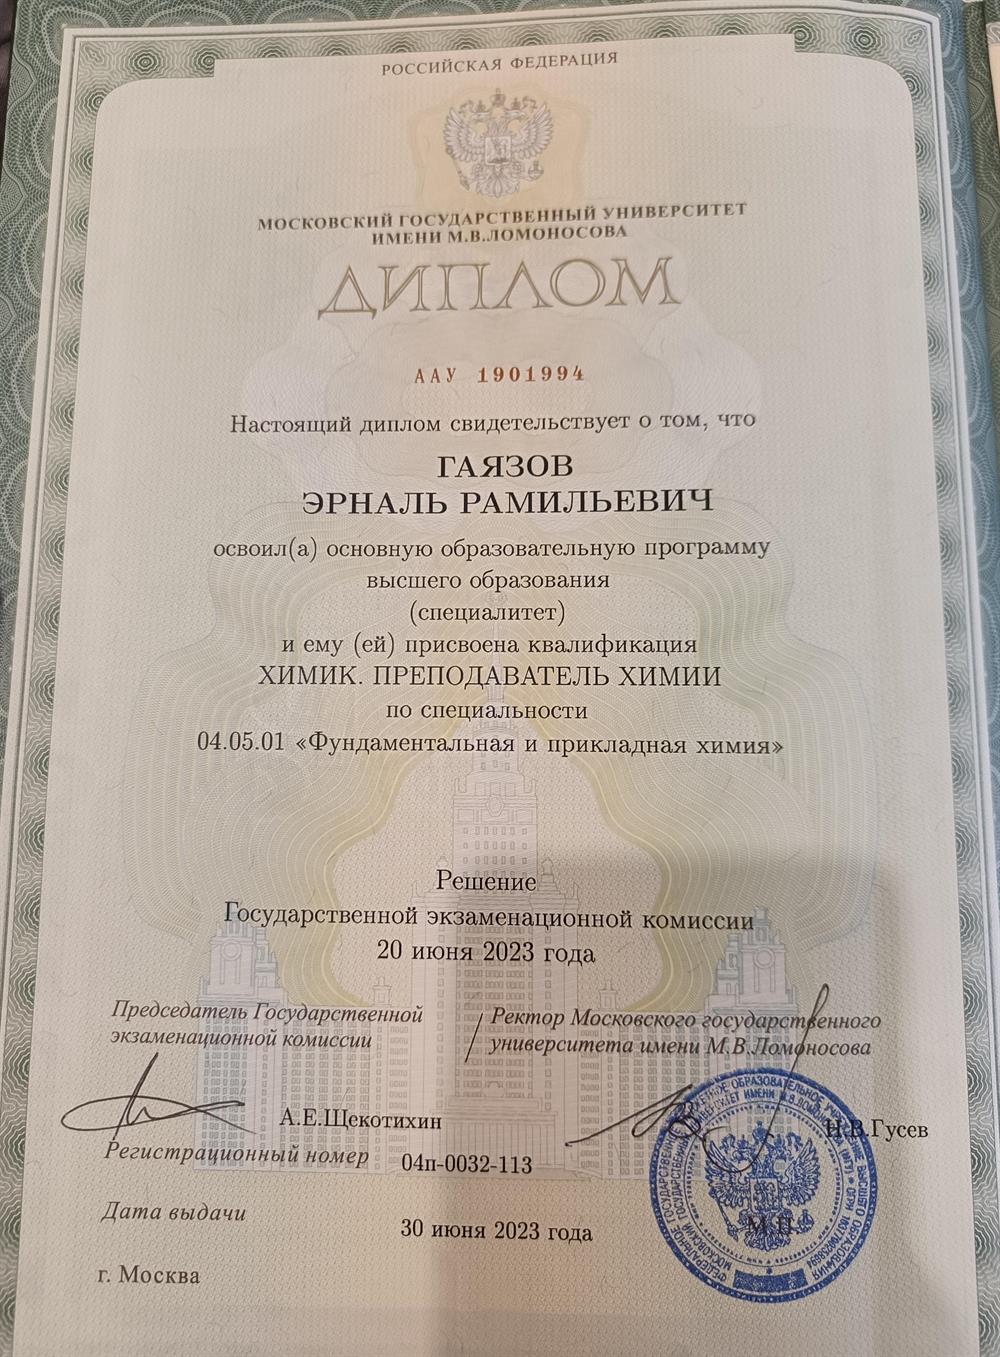 РОССИЙСКАЯ ФЕДЕРАЦИЯ
МОСКОВСКИЙ ГОСУДАРСТВЕННЫЙ УНИВЕРСИТЕТ
ИМЕНИ М.В.ЛОМОНОСОВА
ДИПЛОМ
ААУ 1901994
Настоящий диплом свидетельствует о том, что
ГАЯЗОВ
ЭРНАЛЬ РАМИЛЬЕВИЧ
освоил(а) основную образовательную программу
высшего образования
(специалитет)
и ему (ей) присвоена квалификация
ХИМИК. ПРЕПОДАВАТЕЛЬ ХИМИИ
по специальности
04.05.01 «Фундаментальная и прикладная химия»
Решение
Государственной экзаменационной комиссии
20 июня 2023 года
Председатель Государственной
экзаменационной комиссии
Ректор Московского государственного
университета имени М.В.Ломоносова
А.Е.Щекотихин
Н.В.Гусев
Регистрационный номер 04п-0032-113
Дата выдачи
30 июня 2023 года
М.П.
г. Москва